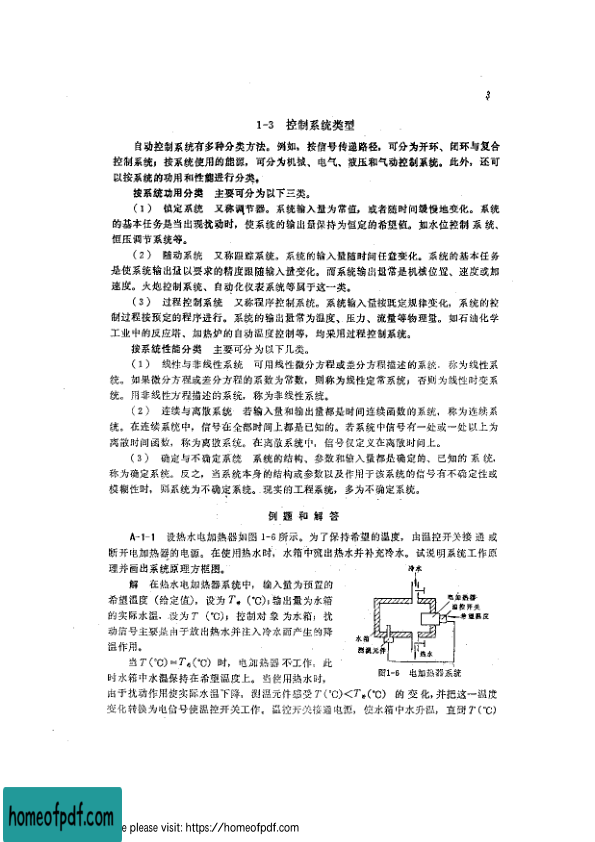 3
1-3 控制系统类型
自动控制系统有多种分类方法。例如，按信号传递路径，可分为开环、闭环与复合
控制系统；按系统使用的能源，可分为机械、电气、液压和气动控制系统。此外，还可
以按系统的功用和性能进行分类。
按系统功用分类 主要可分为以下三类。
（1） 镇定系统 又称调节器。系统输入量为常值，或者随时间缓慢地变化。系统
的基本任务是当出现扰动时，使系统的输出量保持为恒定的希望值。如水位控制系统、
恒压调节系统等。
（2） 随动系统 又称跟踪系统。系统的输入量随时间任意变化。系统的基本任务
是使系统输出量以要求的精度跟随输入量变化。而系统输出量常是机械位置、速度或加
速度。火炮控制系统、自动化仪表系统等属于这一类。
（3） 过程控制系统 又称程序控制系统。系统输入量按既定规律变化，系统的控
制过程按预定的程序进行。系统的输出量常为温度、压力、流量等物理量。如石油化学
工业中的反应塔、加热炉的自动温度控制等，均采用过程控制系统。
按系统性能分类 主要可分为以下几类。
（1） 线性与非线性系统 可用线性微分方程或差分方程描述的系统，称为线性系
统。如果微分方程或差分方程的系数为常数，则称为线性定常系统；否则为线性时变系
统。用非线性方程描述的系统，称为非线性系统。
（2） 连续与离散系统 若输入量和输出量都是时间连续函数的系统，称为连续系
统。在连续系统中，信号在全部时间上都是已知的。若系统中信号有一处或一处以上为
离散时间函数，称为离散系统。在离散系统中，信号仅定义在离散时间上。
（3） 确定与不确定系统 系统的结构、参数和输入量都是确定的、已知的系统，
称为确定系统。反之，当系统本身的结构或参数以及作用于该系统的信号有不确定性或
模糊性时，则系统为不确定系统。现实的工程系统，多为不确定系统。
例题和解答
A-1-1 设热水电加热器如图1-6所示。为了保持希望的温度，由温控开关接通或
断开电加热器的电源。在使用热水时，水箱中流出热水并补充冷水。试说明系统工作原
理并画出系统原理方框图。
解 在热水电加热器系统中，输入量为预置的
希望温度（给定值），设为Tₑ（℃）；输出量为水箱
的实际水温，设为T（℃）；控制对象为水箱；扰
动信号主要是由于放出热水并注入冷水而产生的降
温作用。
当T(℃)=Tₑ(℃) 时，电加热器不工作，此
时水箱中水温保持在希望温度上。当使用热水时，
冷水
电加热器
温控开关
希望温度
水箱
测温元件
热水
图1-6 电加热器系统
由于扰动作用使实际水温下降，测温元件感受T(℃)<Tₑ(℃) 的变化，并把这一温度
变化转换为电信号使温控开关工作。温控开关接通电源，使水箱中水升温，直到T(℃)
homeofpdf.com
e please visit: https://homeofpdf.com